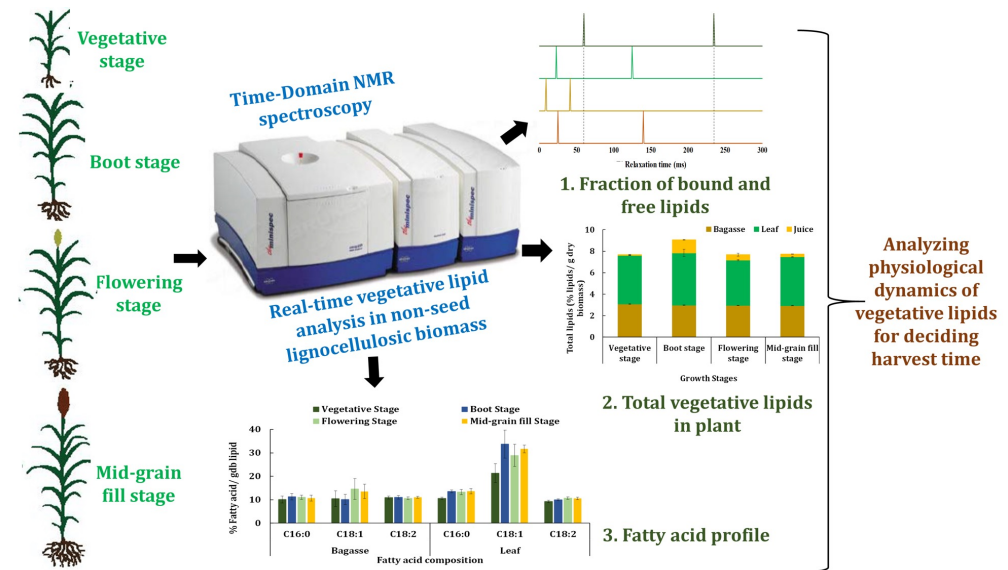 Vegetative
stage
Boot stage
Flowering
stage
Mid-grain
fill stage
Time-Domain NMR
spectroscopy
minispec
minispec
minispec
Real-time vegetative lipid
analysis in non-seed
lignocellulosic biomass
0 50 100 150 200 250 300
Relaxation time (ms)
1. Fraction of bound and
free lipids
Bagasse Leaf Juice
Total lipids (% lipids/ g dry
biomass)
10
8
6
4
2
0
Vegetative
stage
Boot stage
Flowering
stage
Mid-grain fill
stage
Growth Stages
2. Total vegetative lipids
in plant
Vegetative Stage Boot Stage
Flowering Stage Mid-grain fill Stage
% Fatty acid/ gdb lipid
40
30
20
10
0
C16:0 C18:1 C18:2 C16:0 C18:1 C18:2
Bagasse Leaf
Fatty acid composition
3. Fatty acid profile
Analyzing
physiological
dynamics of
vegetative lipids
for deciding
harvest time